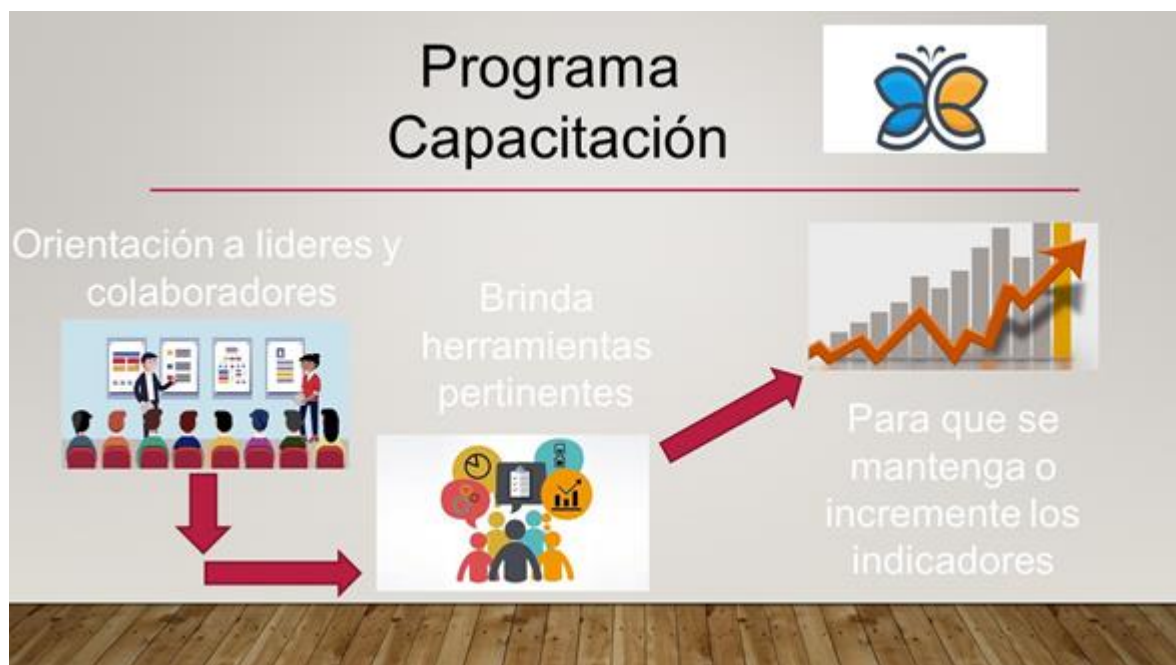 Programa
Capacitación
Orientación a lideres y
colaboradores
Brinda
herramientas
pertinentes
Para que se
mantenga o
incremente los
indicadores